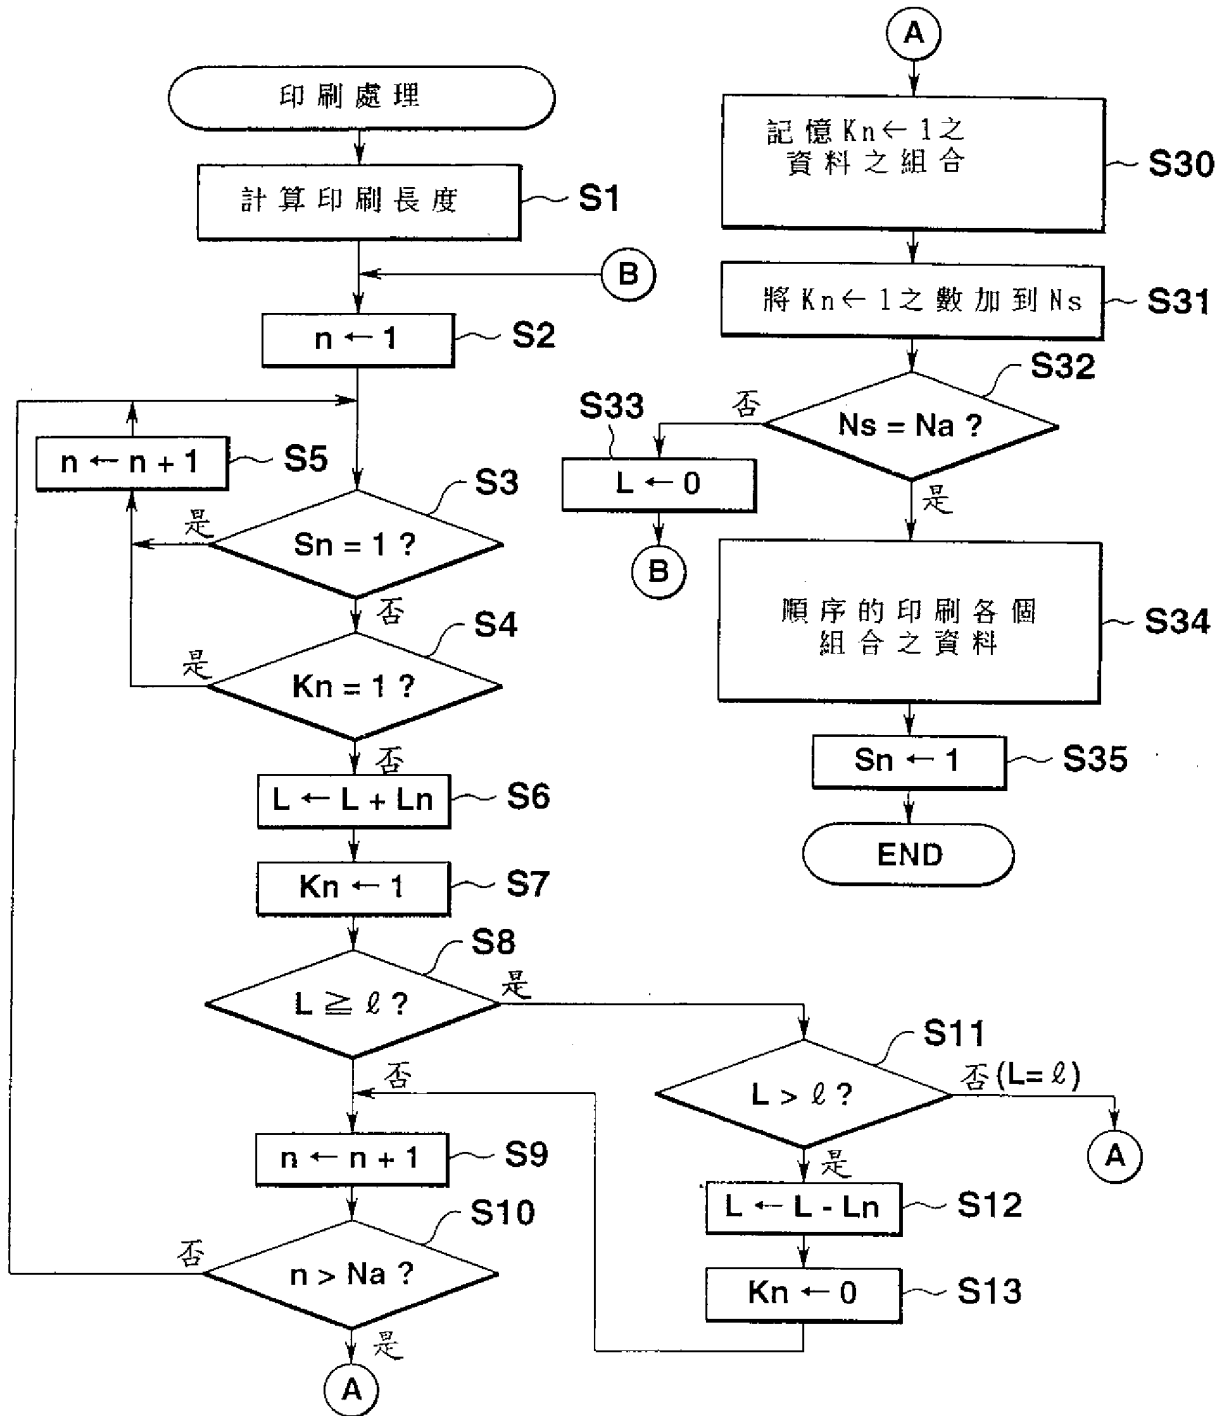 印刷處理
計算印刷長度
S1
B
n ← 1
S2
n ← n + 1
S5
Sn = 1 ?
S3
是
否
Kn = 1 ?
S4
是
否
L ← L + Ln
S6
Kn ← 1
S7
L ≧ ℓ ?
S8
是
否
n ← n + 1
S9
n > Na ?
S10
否
是
A
L > ℓ ?
S11
否(L= ℓ)
A
是
L ← L - Ln
S12
Kn ← 0
S13
A
記憶Kn← 1之
資料之組合
S30
將Kn← 1之數加到Ns
S31
Ns = Na ?
S32
否
是
S33
L ← 0
B
順序的印刷各個
組合之資料
S34
Sn ← 1
S35
END